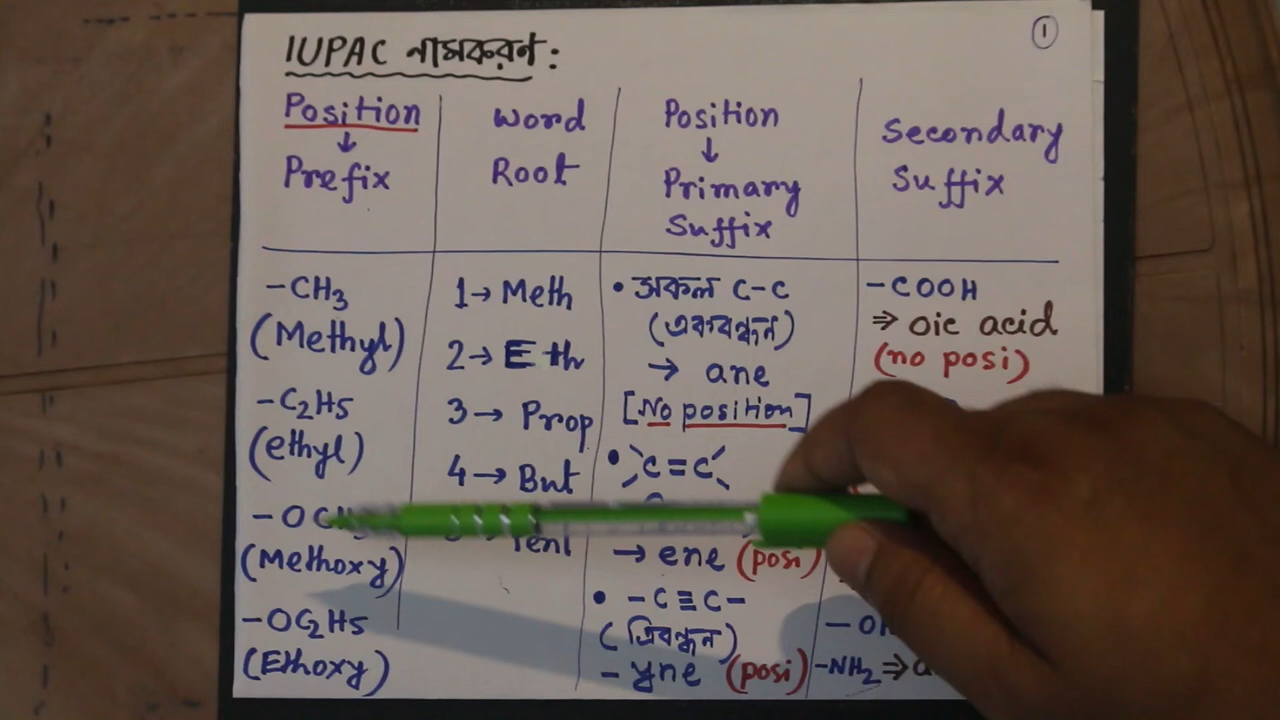 IUPAC নামকরণ:
1
Position
↓
Prefix
Word
Root
Position
↓
Primary
Suffix
Secondary
Suffix
-CH3
(Methyl)
-C2H5
(ethyl)
(Methoxy)
-OC2H5
(Ethoxy)
1→ Meth
2→ Eth
3→ Prop
4→ But
• সকল C-C
(একবন্ধন)
→ ane
[No position]
• >C=C<
→ ene (posi)
• -C≡C-
(ত্রিবন্ধন)
- yne (posi)
-COOH
⇒ oic acid
(no posi)
-NH2 ⇒